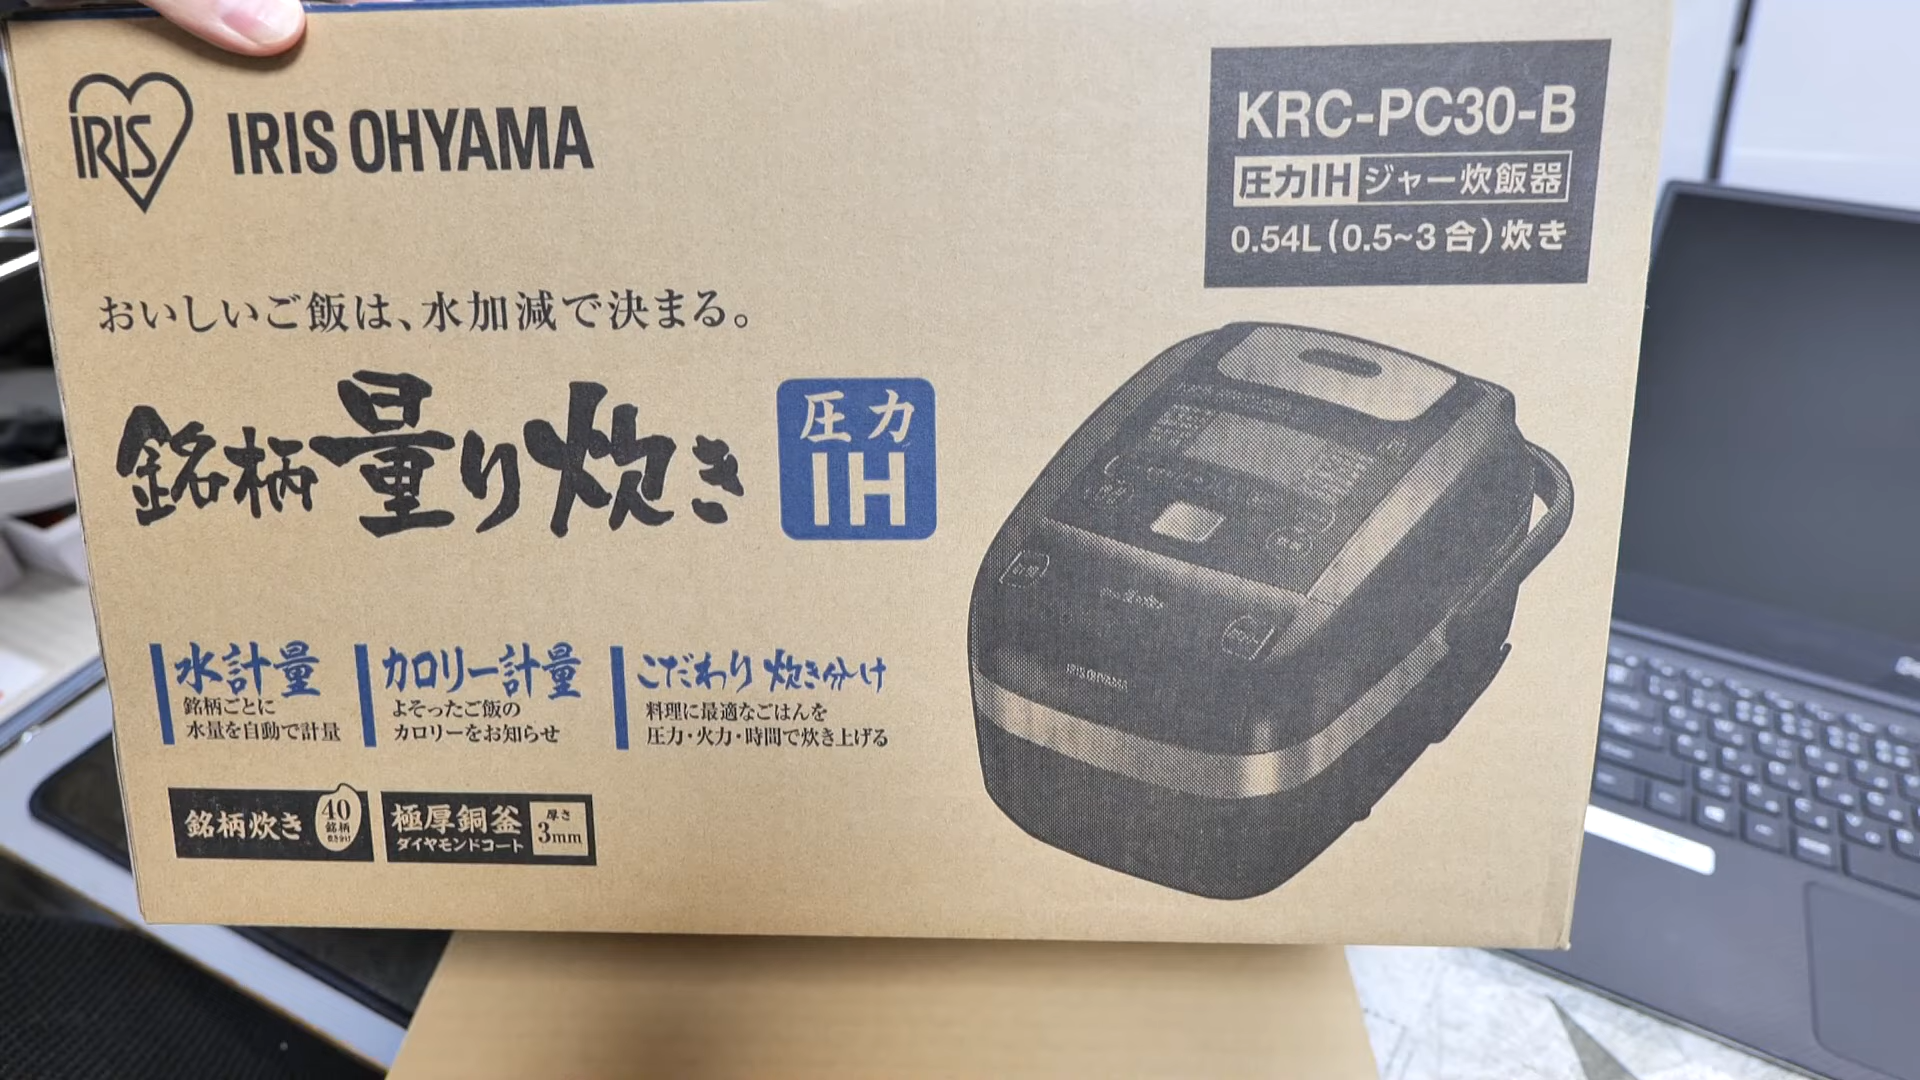 IRIS
IRIS OHYAMA
KRC-PC30-B
圧力IH ジャー炊飯器
0.54L(0.5~3合)炊き
おいしいご飯は、水加減で決まる。
銘柄量り炊き
圧力
IH
水計量
銘柄ごとに
水量を自動で計量
カロリー計量
よそったご飯の
カロリーをお知らせ
こだわり 炊き分け
料理に最適なごはんを
圧力・火力・時間で炊き上げる
銘柄炊き
40
銘柄
炊き分け
極厚銅釜
ダイヤモンドコート
厚さ
3mm
IRIS OHYAMA